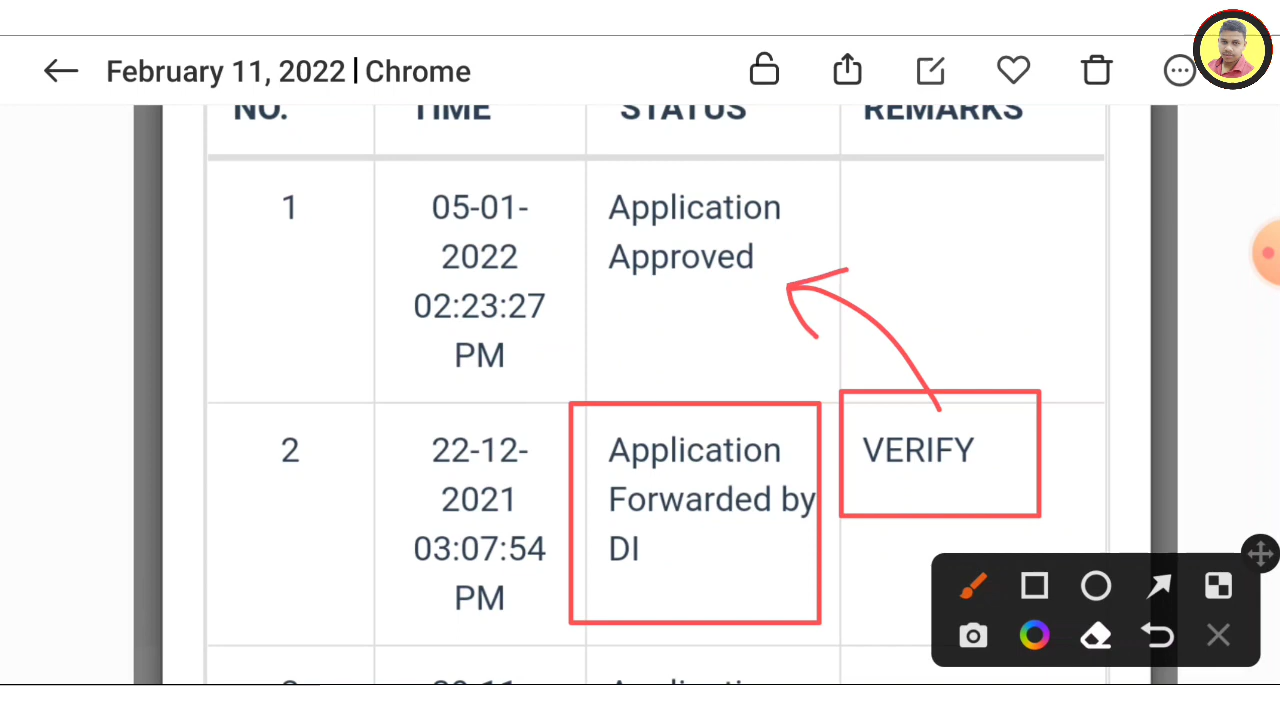 February 11, 2022 | Chrome
NO. TIME STATUS REMARKS
1 05-01- Application
2022 Approved
02:23:27
PM
2 22-12- Application VERIFY
2021 Forwarded by
03:07:54 DI
PM